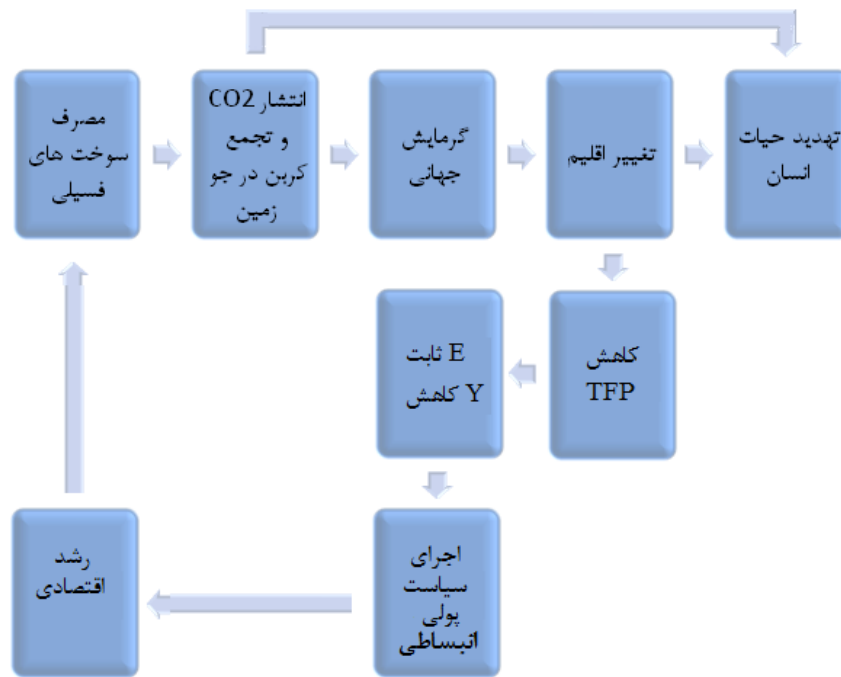 مصرف
سوخت های
فسیلی
انتشار CO2
و تجمع
کربن در جو
زمین
گرمایش
جهانی
تغییر اقلیم
تهدید حیات
انسان
کاهش
TFP
E ثابت
Y کاهش
اجرای
سیاست
پولی
انبساطی
رشد
اقتصادی